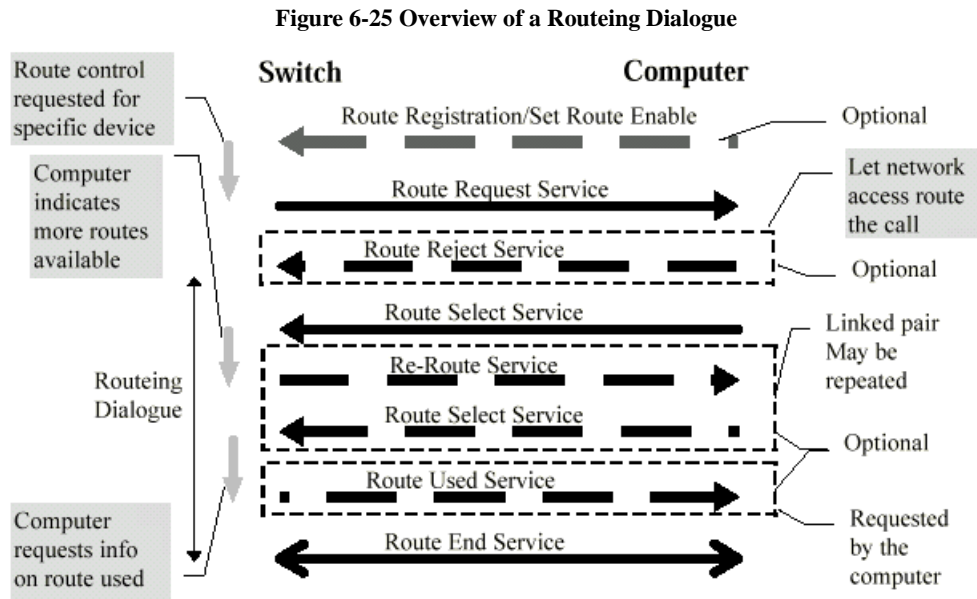 Figure 6-25 Overview of a Routeing Dialogue
Route control
requested for
specific device
Switch
Computer
Route Registration/Set Route Enable
Optional
Computer
indicates
more routes
available
Route Request Service
Let network
access route
the call
Route Reject Service
Optional
Route Select Service
Linked pair
May be
repeated
Re-Route Service
Routeing
Dialogue
Route Select Service
Optional
Route Used Service
Computer
requests info
on route used
Route End Service
Requested
by the
computer